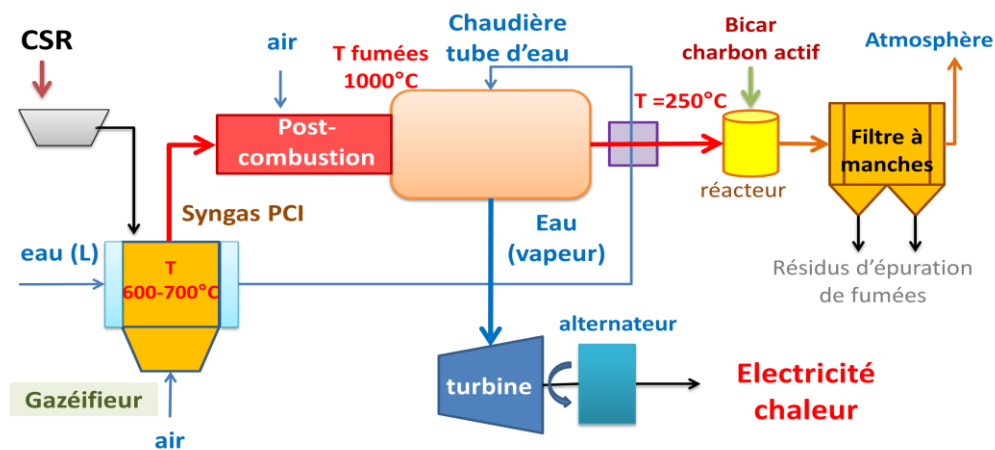 CSR
air
T fumées
1000°C
Chaudière
tube d’eau
Bicar
charbon actif
Atmosphère
T =250°C
Post-
combustion
Filtre à
manches
réacteur
Syngas PCI
Eau
(vapeur)
eau (L)
T
600-700°C
Résidus d’épuration
de fumées
alternateur
turbine
Electricité
chaleur
Gazéifieur
air